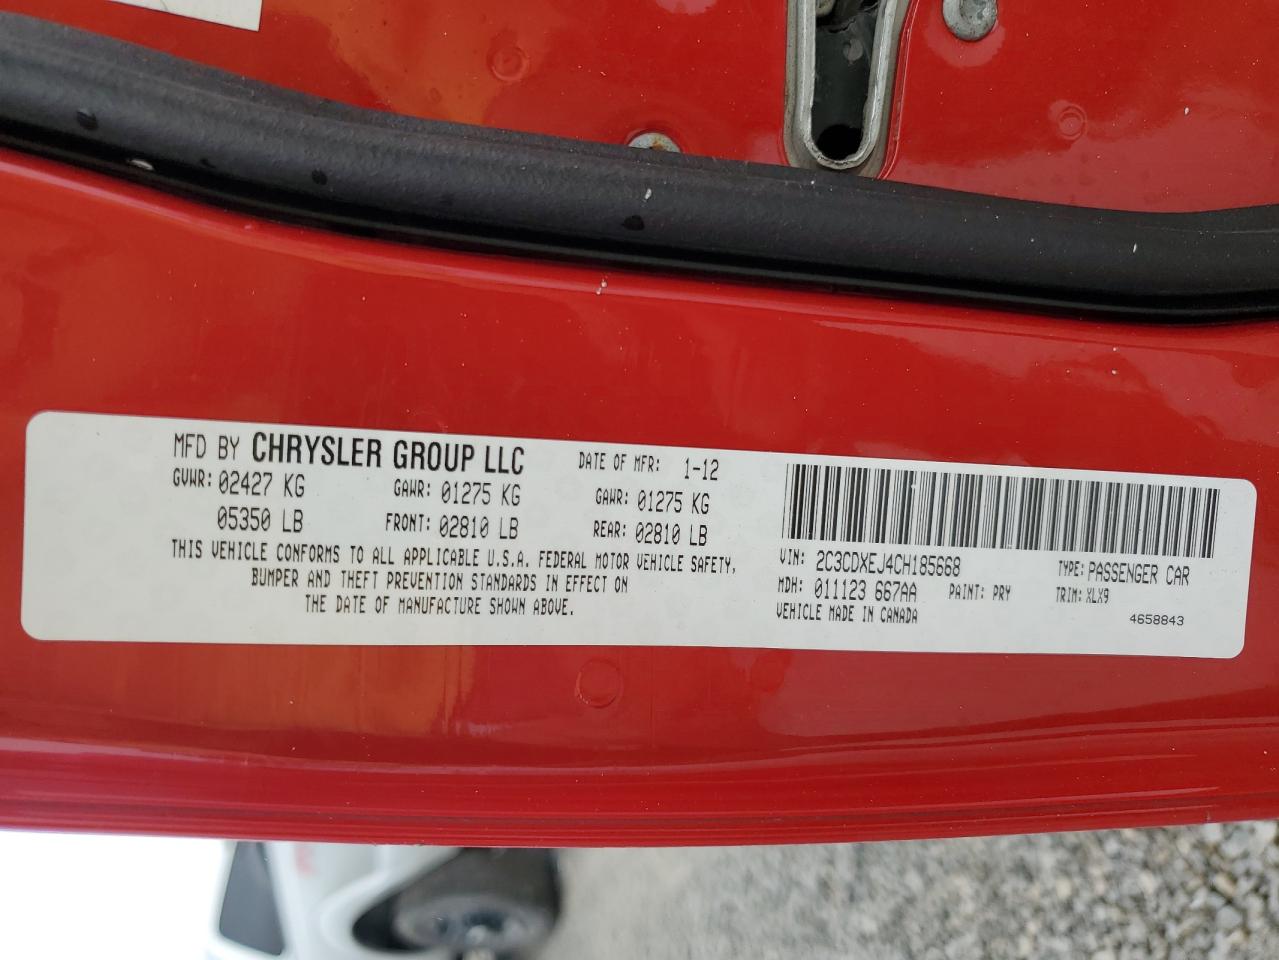 MFD BY CHRYSLER GROUP LLC DATE OF MFR: 1-12
GVWR: 02427 KG GAWR: 01275 KG GAWR: 01275 KG
05350 LB FRONT: 02810 LB REAR: 02810 LB
THIS VEHICLE CONFORMS TO ALL APPLICABLE U.S.A. FEDERAL MOTOR VEHICLE SAFETY,
BUMPER AND THEFT PREVENTION STANDARDS IN EFFECT ON
THE DATE OF MANUFACTURE SHOWN ABOVE.
VIN: 2C3CDXEJ4CH185668 TYPE: PASSENGER CAR
MDH: 011123 667AA PAINT: PRY TRIM: XLX9
VEHICLE MADE IN CANADA 4658843